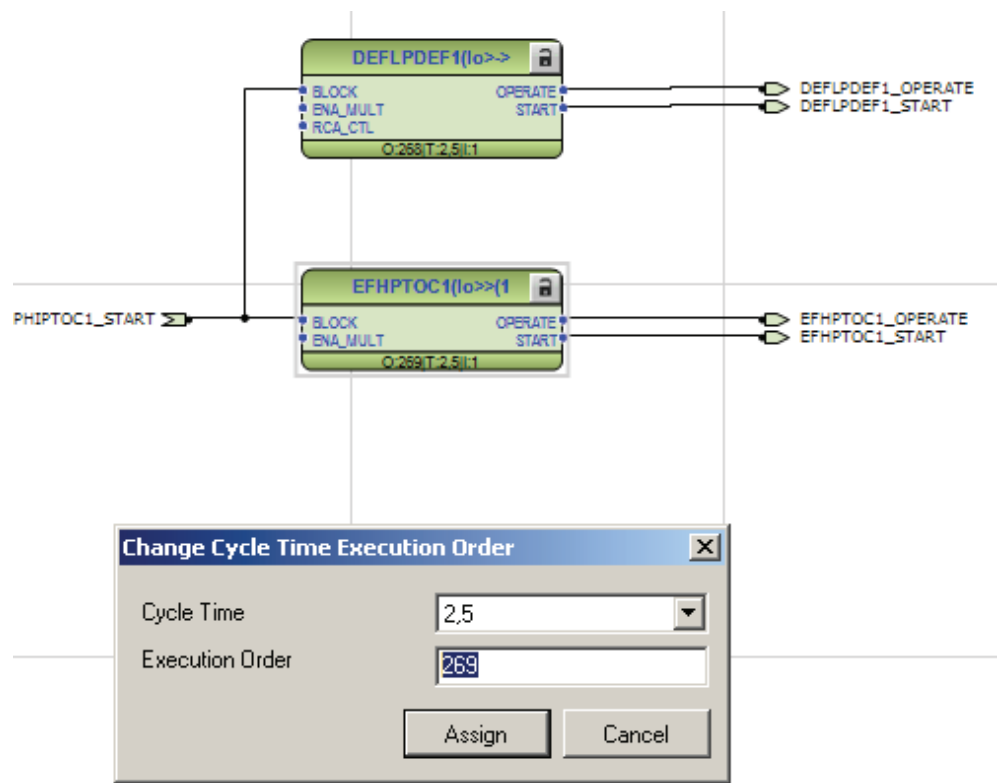 DEFLPDEF1(Io>->
BLOCK OPERATE
ENA_MULT START
RCA_CTL
O:268|T:2,5|I:1
DEFLPDEF1_OPERATE
DEFLPDEF1_START
PHIPTOC1_START
EFHPTOC1(Io>>(1
BLOCK OPERATE
ENA_MULT START
O:269|T:2,5|I:1
EFHPTOC1_OPERATE
EFHPTOC1_START
Change Cycle Time Execution Order
Cycle Time 2,5
Execution Order 269
Assign Cancel